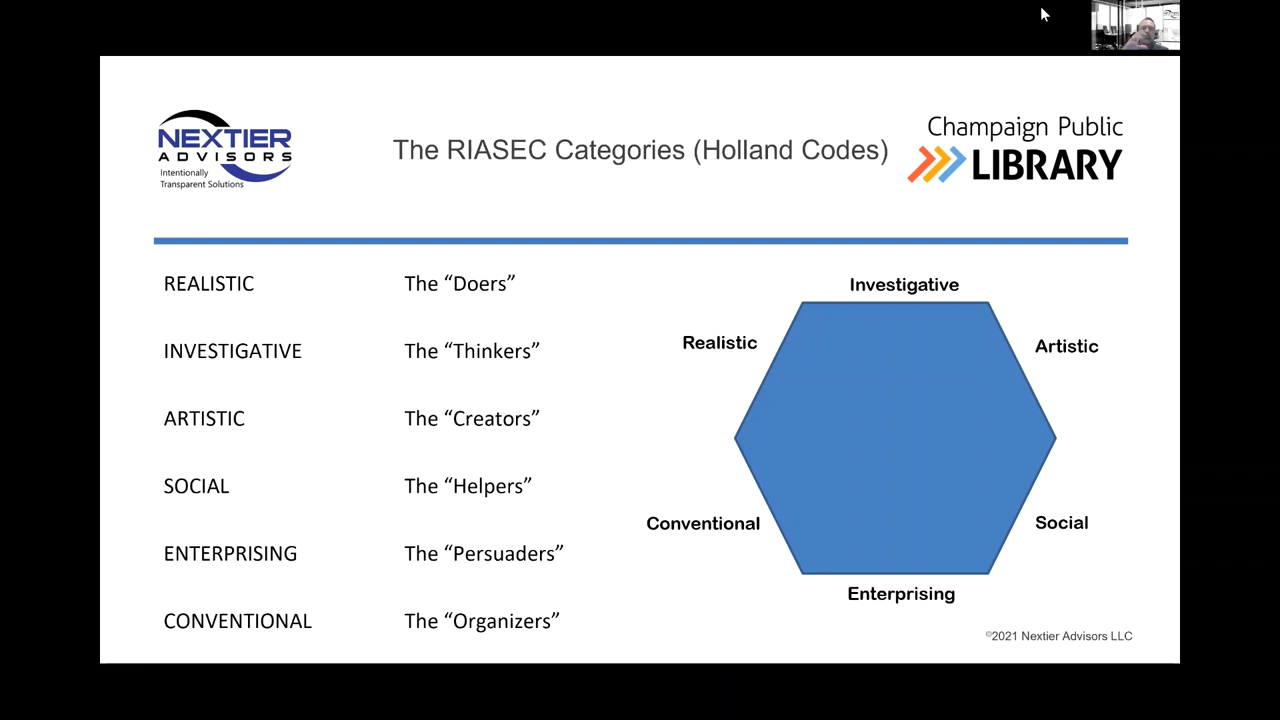 NEXTIER
ADVISORS
Intentionally
Transparent Solutions
The RIASEC Categories (Holland Codes)
Champaign Public
LIBRARY
REALISTIC The “Doers”
INVESTIGATIVE The “Thinkers”
ARTISTIC The “Creators”
SOCIAL The “Helpers”
ENTERPRISING The “Persuaders”
CONVENTIONAL The “Organizers”
Investigative
Realistic
Artistic
Conventional
Social
Enterprising
©2021 Nextier Advisors LLC